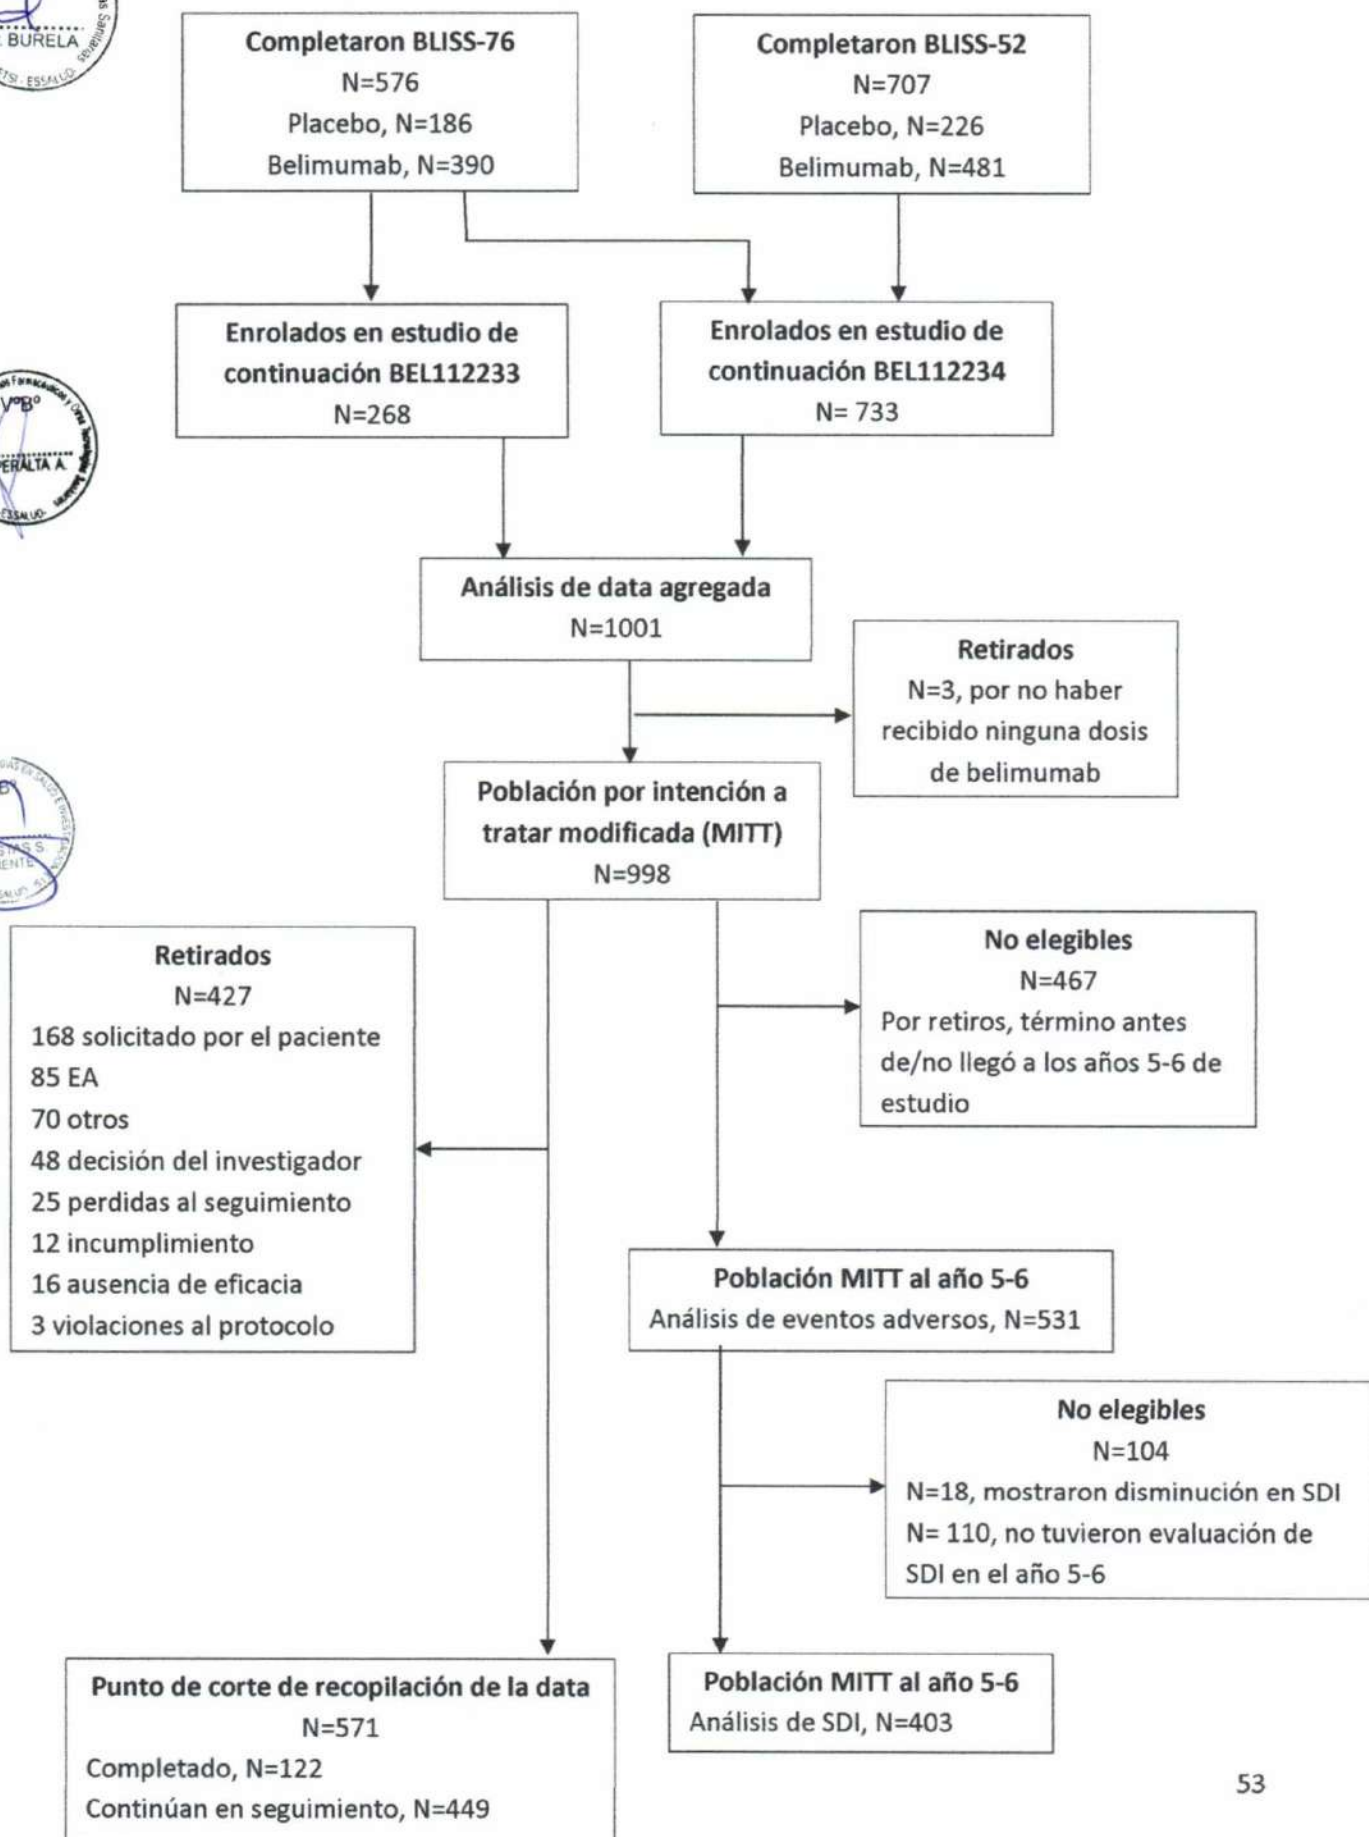 as Sanitarias
BURELA
ETSI - ESSALUD
Completaron BLISS-76
N=576
Placebo, N=186
Belimumab, N=390
Completaron BLISS-52
N=707
Placebo, N=226
Belimumab, N=481
Enrolados en estudio de
continuación BEL112233
N=268
Enrolados en estudio de
continuación BEL112234
N= 733
VºBº
PERALTA A.
ESSALUD
Análisis de data agregada
N=1001
Retirados
N=3, por no haber
recibido ninguna dosis
de belimumab
Población por intención a
tratar modificada (MITT)
N=998
Retirados
N=427
168 solicitado por el paciente
85 EA
70 otros
48 decisión del investigador
25 perdidas al seguimiento
12 incumplimiento
16 ausencia de eficacia
3 violaciones al protocolo
No elegibles
N=467
Por retiros, término antes
de/no llegó a los años 5-6 de
estudio
Población MITT al año 5-6
Análisis de eventos adversos, N=531
No elegibles
N=104
N=18, mostraron disminución en SDI
N= 110, no tuvieron evaluación de
SDI en el año 5-6
Punto de corte de recopilación de la data
N=571
Completado, N=122
Continúan en seguimiento, N=449
Población MITT al año 5-6
Análisis de SDI, N=403
53